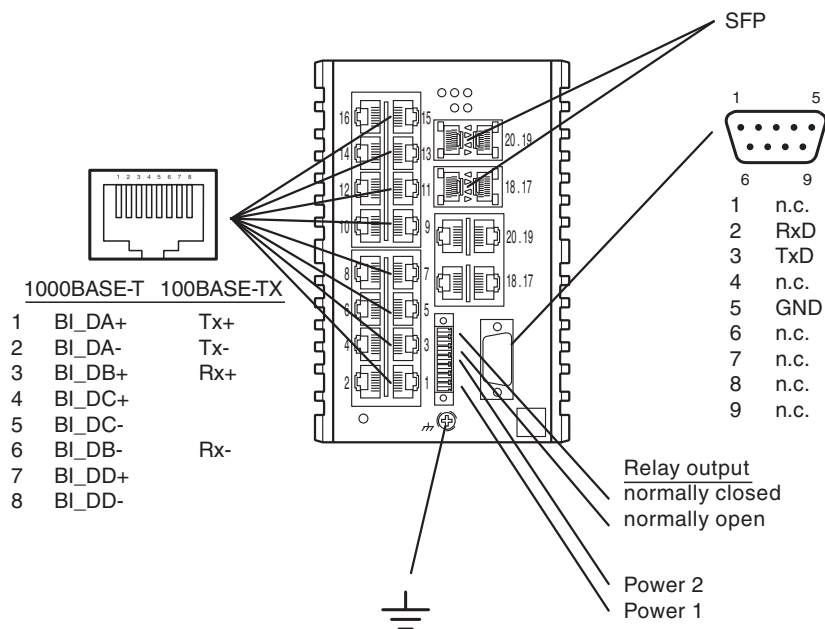 SFP
1 5
6 9
1 n.c.
2 RxD
3 TxD
4 n.c.
5 GND
6 n.c.
7 n.c.
8 n.c.
9 n.c.
16 15
14 13
12 11
10 9
8 7
6 5
4 3
2 1
20.19
18.17
20.19
18.17
1 2 3 4 5 6 7 8
1000BASE-T 100BASE-TX
1 BI_DA+ Tx+
2 BI_DA- Tx-
3 BI_DB+ Rx+
4 BI_DC+
5 BI_DC-
6 BI_DB- Rx-
7 BI_DD+
8 BI_DD-
Relay output
normally closed
normally open
Power 2
Power 1